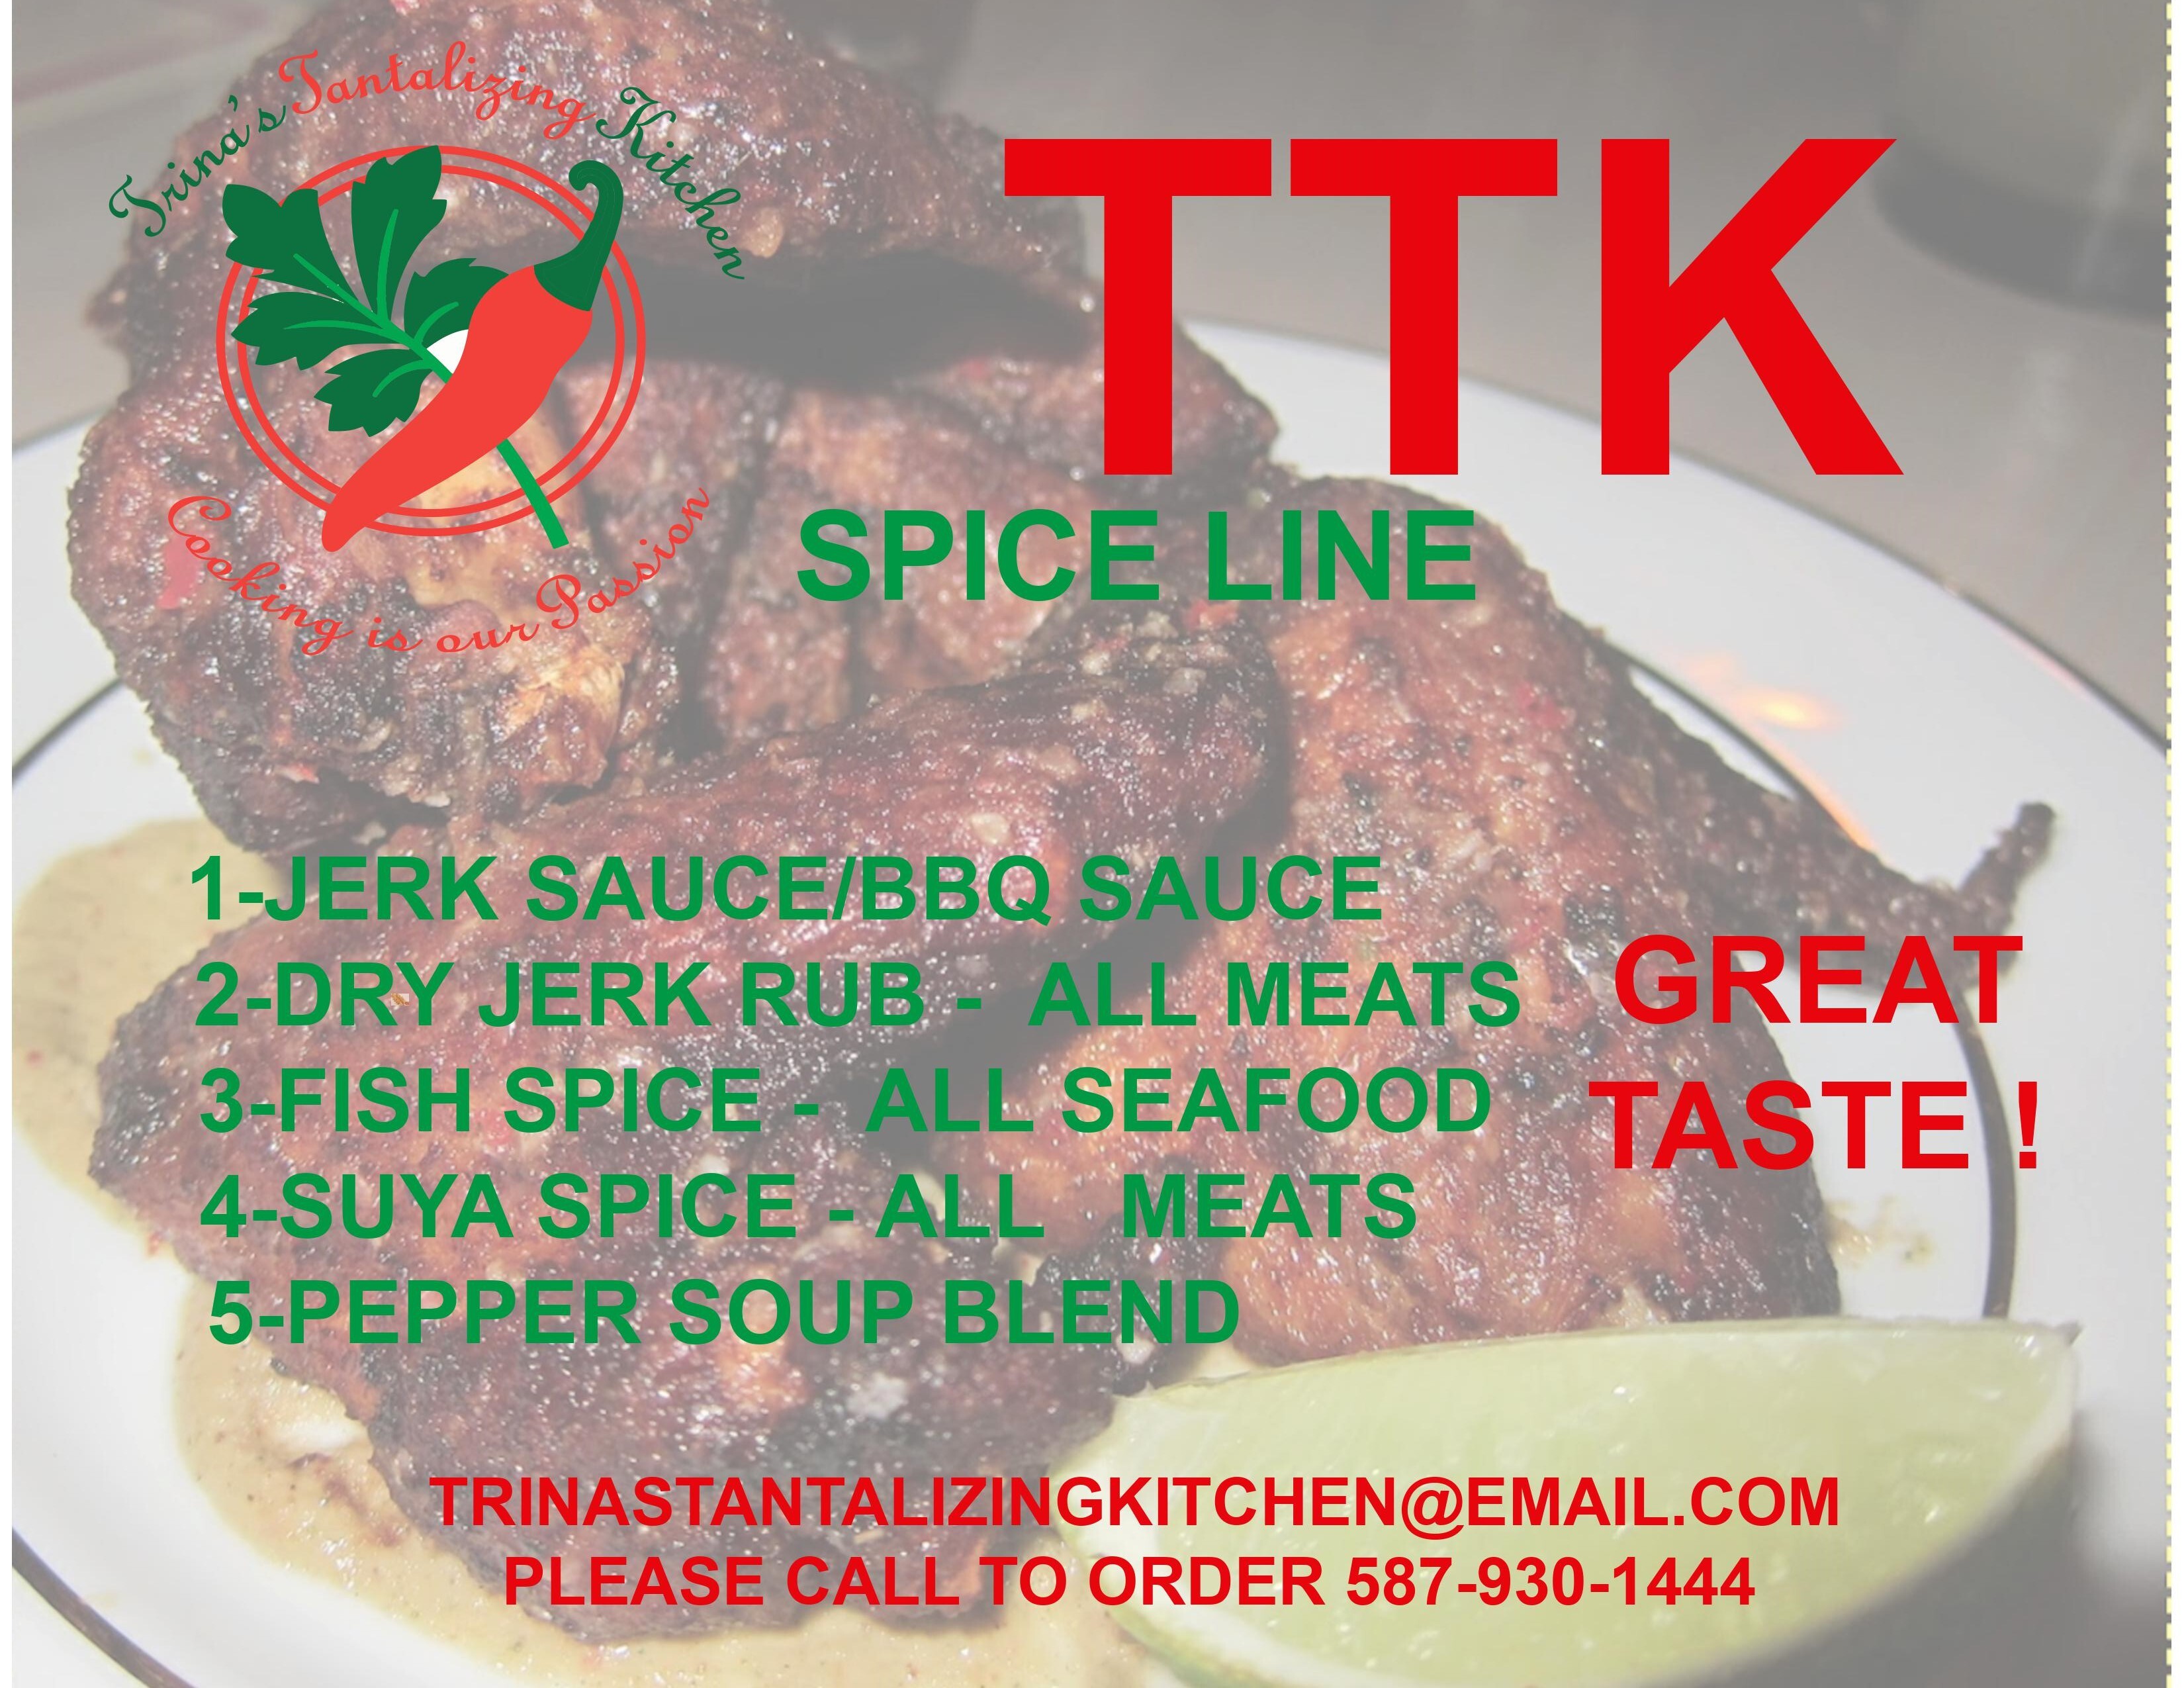 Trina's Tantalizing Kitchen
Cooking is our Passion
TTK
SPICE LINE
1-JERK SAUCE/BBQ SAUCE
2-DRY JERK RUB - ALL MEATS
3-FISH SPICE - ALL SEAFOOD
4-SUYA SPICE - ALL MEATS
5-PEPPER SOUP BLEND
GREAT
TASTE !
TRINASTANTALIZINGKITCHEN@EMAIL.COM
PLEASE CALL TO ORDER 587-930-1444